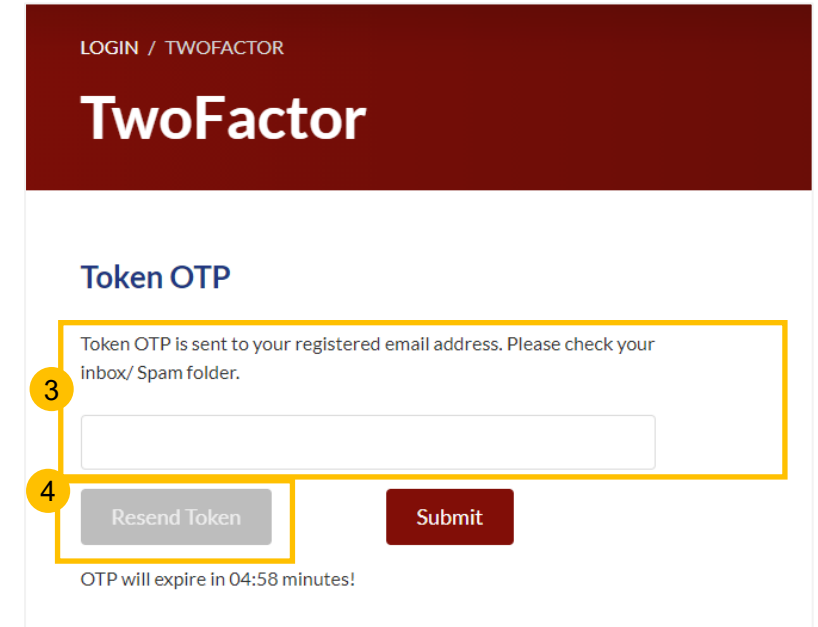 LOGIN / TWOFACTOR
TwoFactor
Token OTP
Token OTP is sent to your registered email address. Please check your
inbox/ Spam folder.
3
4
Resend Token
Submit
OTP will expire in 04:58 minutes!